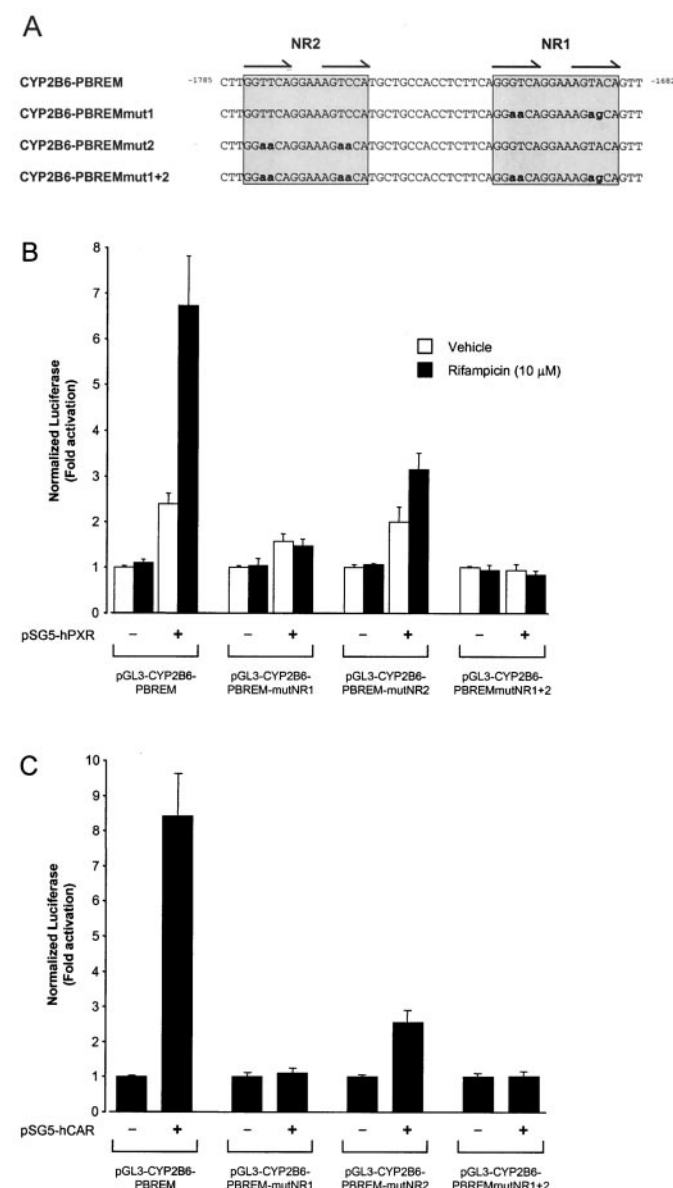 A
NR2 NR1
CYP2B6-PBREM -1785 CTTGGTTCAGGAAAGTCCATGCTGCCACCTCTTCAGGGTCAGGAAAGTACAGTT -1682
CYP2B6-PBREMmut1 CTTGGTTCAGGAAAGTCCATGCTGCCACCTCTTCAGGaaCAGGAAAGagCAGTT
CYP2B6-PBREMmut2 CTTGGaaCAGGAAAGaaCATGCTGCCACCTCTTCAGGGTCAGGAAAGTACAGTT
CYP2B6-PBREMmut1+2 CTTGGaaCAGGAAAGaaCATGCTGCCACCTCTTCAGGaaCAGGAAAGagCAGTT
B
8
7
6
5
4
3
2
1
0
Normalized Luciferase
(Fold activation)
Vehicle
Rifampicin (10 μM)
pSG5-hPXR – + – + – + – +
pGL3-CYP2B6- pGL3-CYP2B6- pGL3-CYP2B6- pGL3-CYP2B6-
PBREM PBREM-mutNR1 PBREM-mutNR2 PBREMmutNR1+2
C
10
9
8
7
6
5
4
3
2
1
0
Normalized Luciferase
(Fold activation)
pSG5-hCAR – + – + – + – +
pGL3-CYP2B6- pGL3-CYP2B6- pGL3-CYP2B6- pGL3-CYP2B6-
PBREM PBREM-mutNR1 PBREM-mutNR2 PBREMmutNR1+2